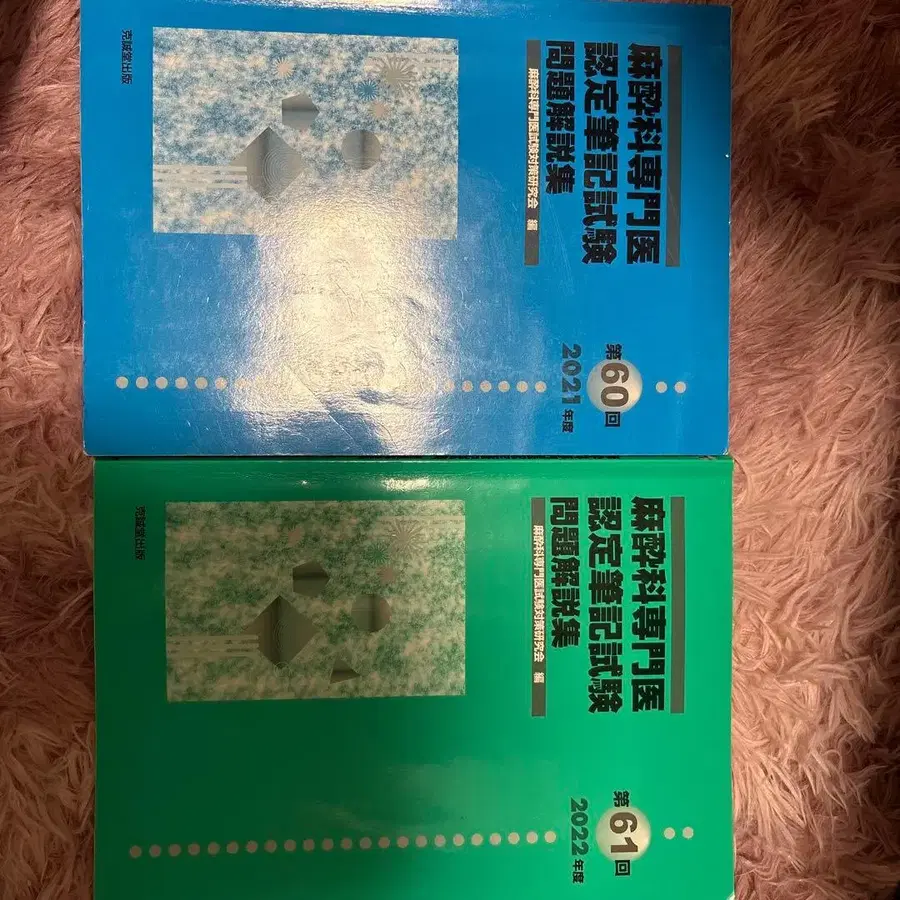 麻酔科専門医
認定筆記試験
問題解説集
麻酔科専門医試験対策研究会 編
第60回
2021年度
克誠堂出版
麻酔科専門医
認定筆記試験
問題解説集
麻酔科専門医試験対策研究会 編
第61回
2022年度
克誠堂出版